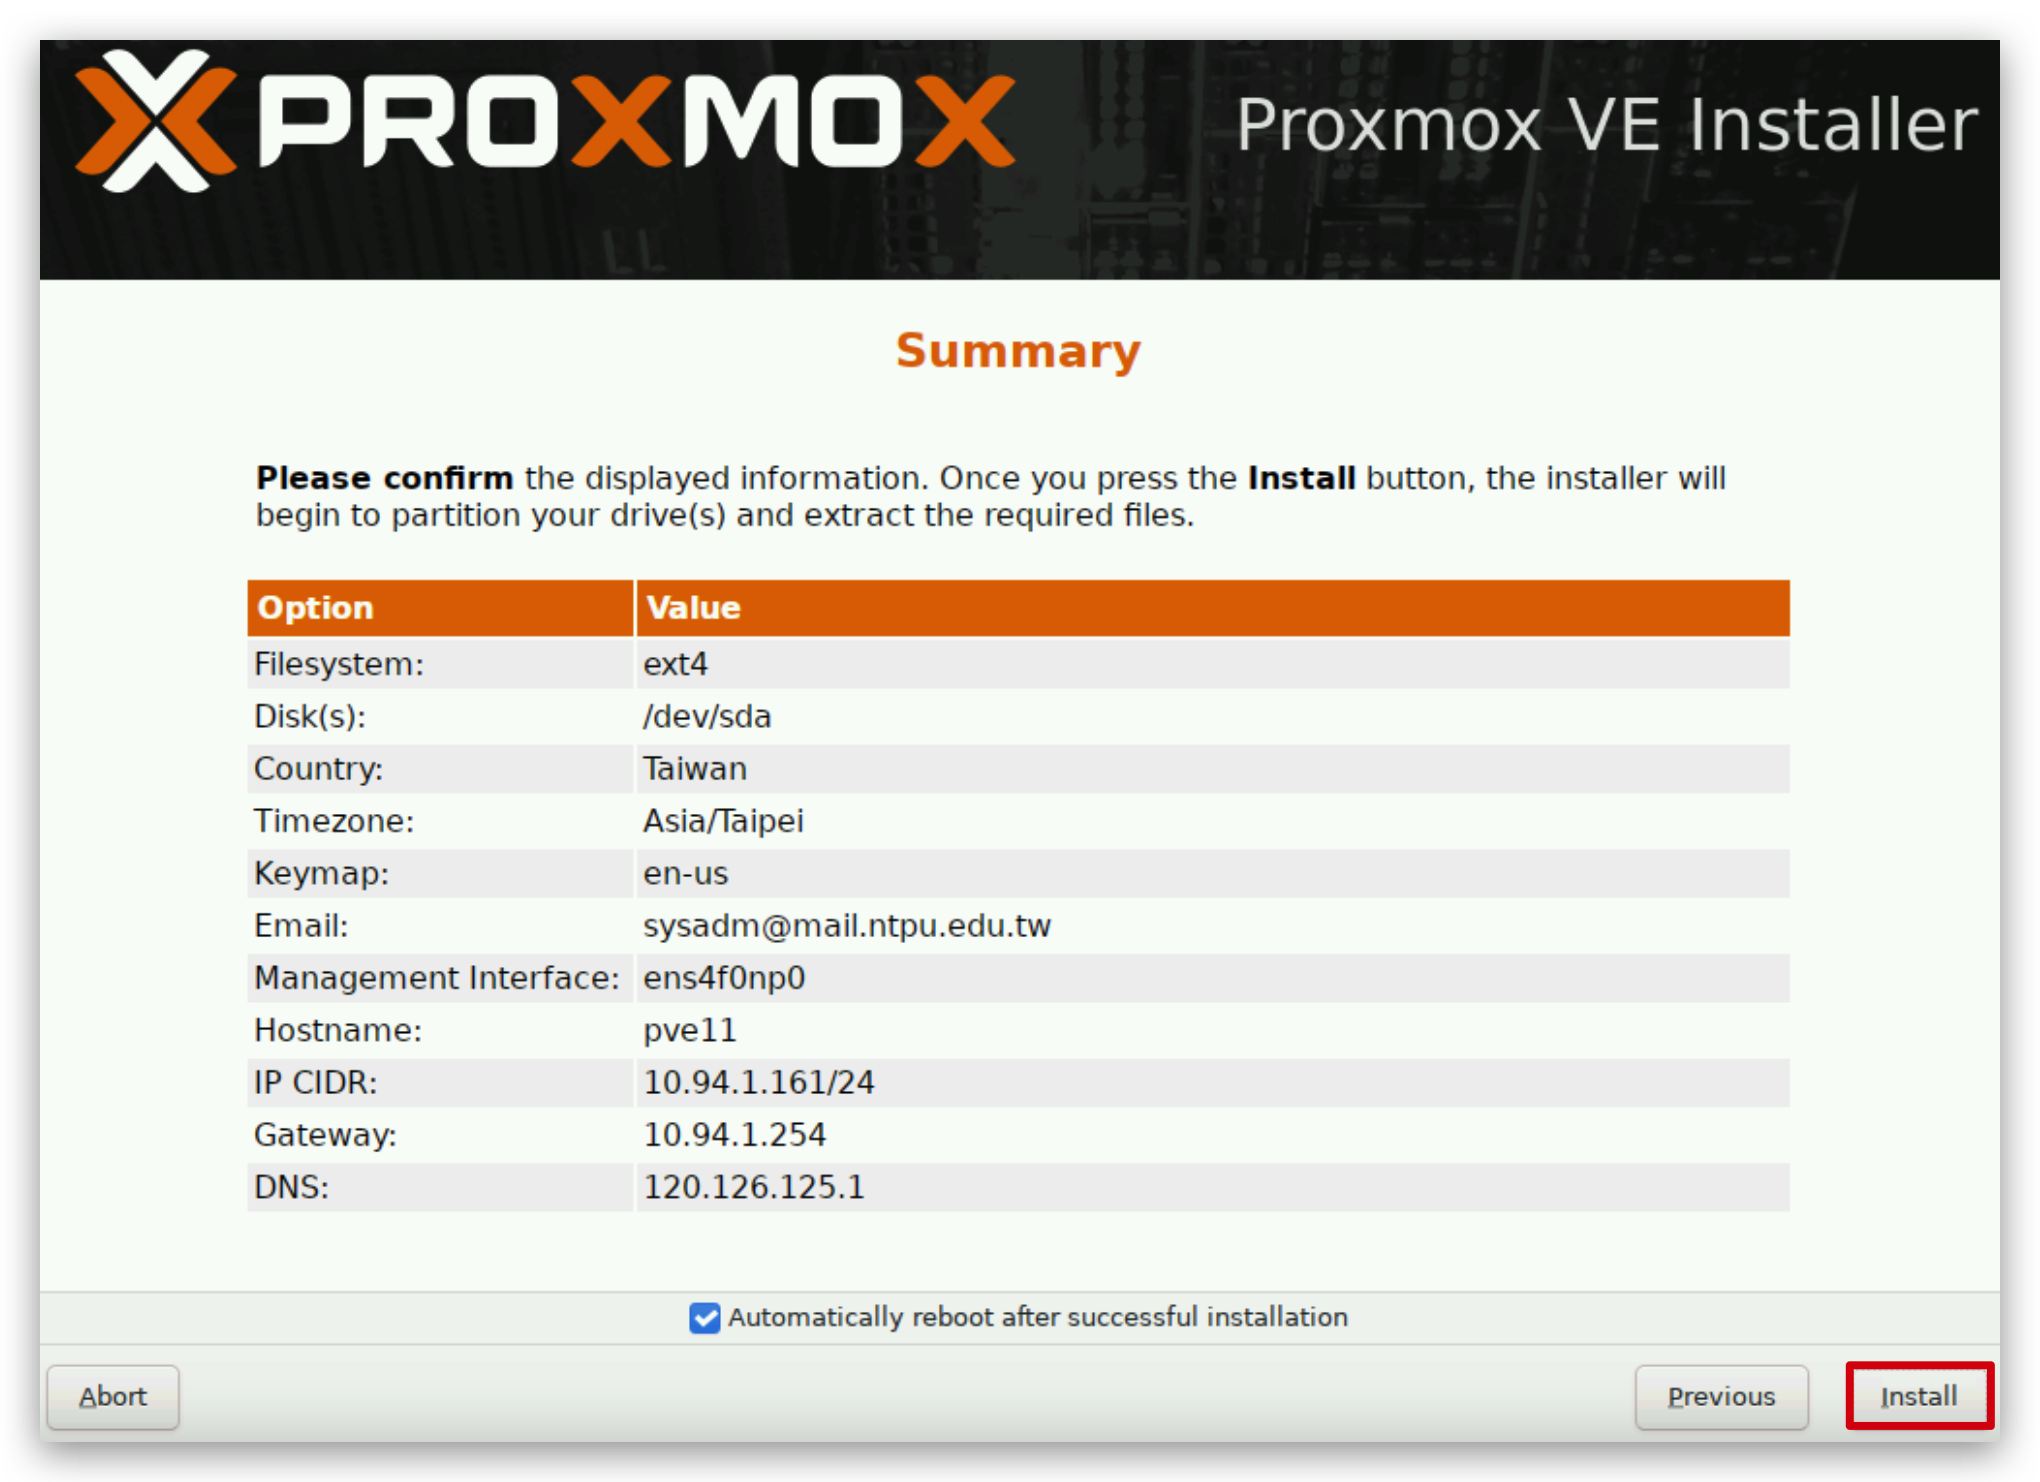 PROXMOX
Proxmox VE Installer
Summary
Please confirm the displayed information. Once you press the Install button, the installer will
begin to partition your drive(s) and extract the required files.
Option Value
Filesystem: ext4
Disk(s): /dev/sda
Country: Taiwan
Timezone: Asia/Taipei
Keymap: en-us
Email: sysadm@mail.ntpu.edu.tw
Management Interface: ens4f0np0
Hostname: pve11
IP CIDR: 10.94.1.161/24
Gateway: 10.94.1.254
DNS: 120.126.125.1
Automatically reboot after successful installation
Abort Previous Install